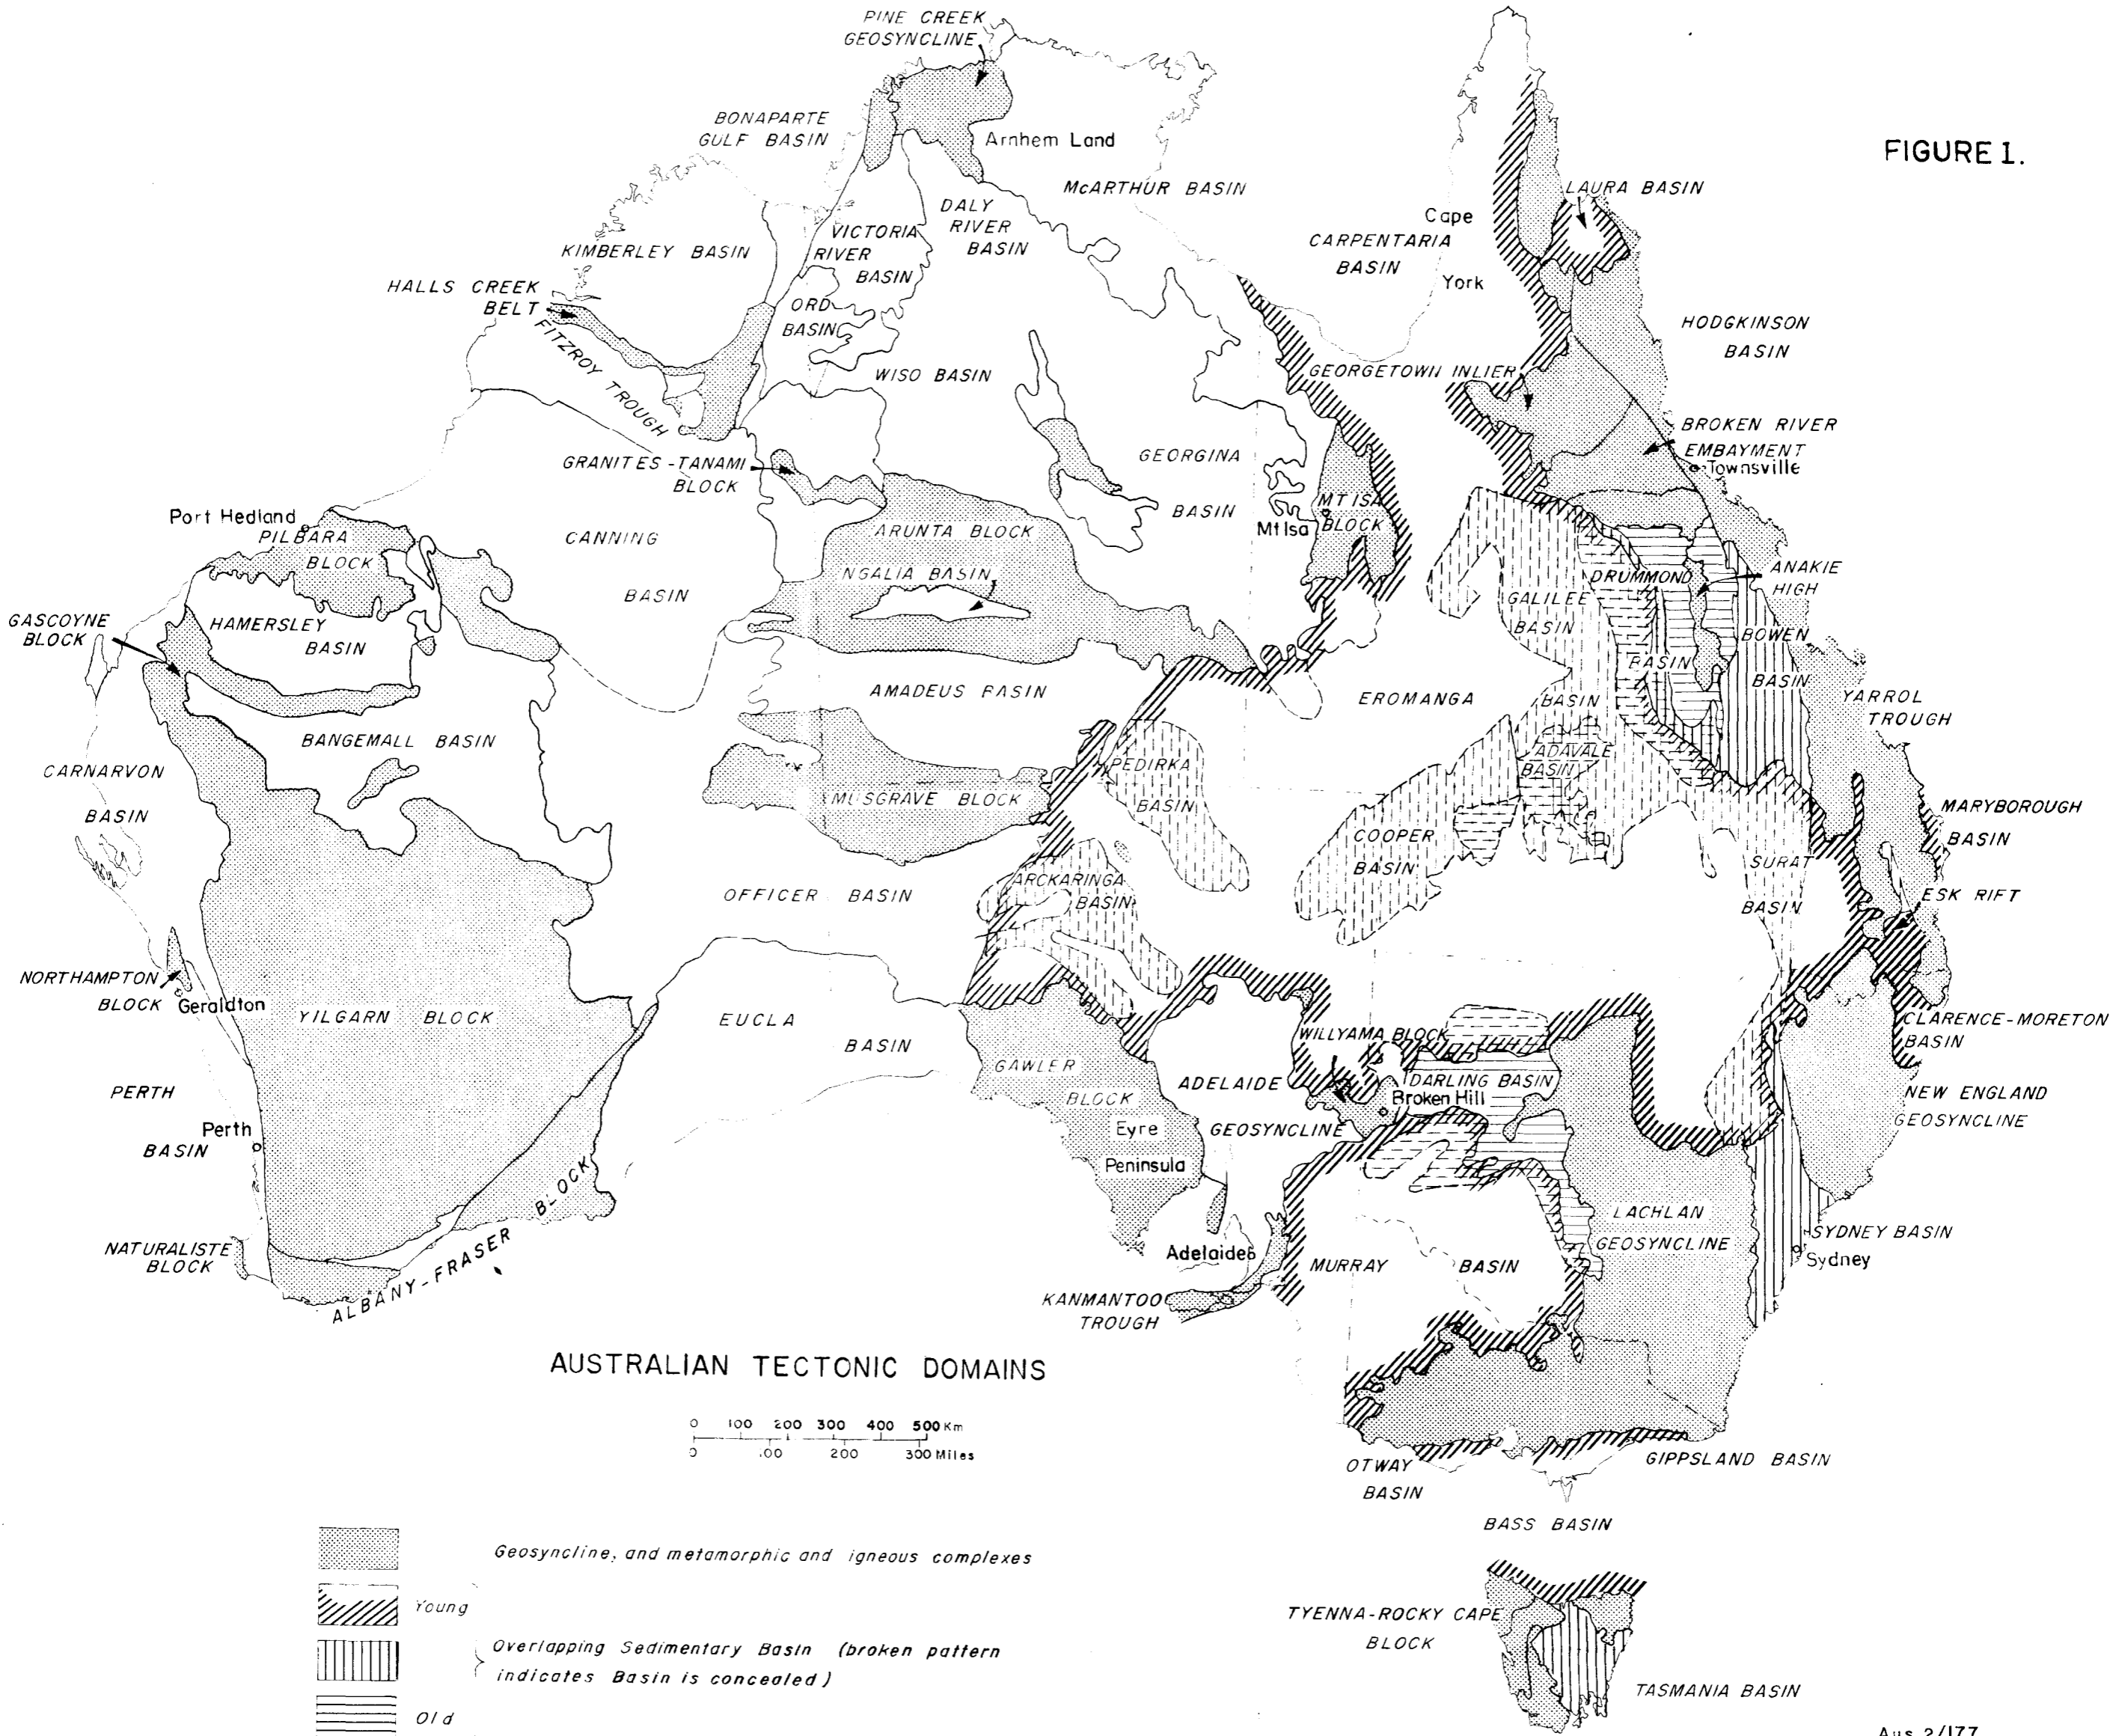 FIGURE 1.
PINE CREEK
GEOSYNCLINE
BONAPARTE
GULF BASIN
Arnhem Land
McARTHUR BASIN
LAURA BASIN
Cape
York
CARPENTARIA
BASIN
DALY
RIVER
BASIN
VICTORIA
RIVER
BASIN
KIMBERLEY BASIN
HALLS CREEK
BELT
ORD
BASIN
FITZROY TROUGH
HODGKINSON
BASIN
WISO BASIN
GEORGETOWN INLIER
BROKEN RIVER
EMBAYMENT
Townsville
GRANITES-TANAMI
BLOCK
GEORGINA
BASIN
MT ISA
BLOCK
Mt Isa
Port Hedland
PILBARA
BLOCK
CANNING
BASIN
ARUNTA BLOCK
NGALIA BASIN
DRUMMOND
BASIN
ANAKIE
HIGH
GALILEE
BASIN
BOWEN
BASIN
GASCOYNE
BLOCK
HAMERSLEY
BASIN
AMADEUS BASIN
EROMANGA
BASIN
YARROL
TROUGH
BANGEMALL BASIN
CARNARVON
BASIN
MUSGRAVE BLOCK
PEDIRKA
BASIN
ADAVALE
BASIN
COOPER
BASIN
MARYBOROUGH
BASIN
SURAT
BASIN
ESK RIFT
OFFICER BASIN
ARCKARINGA
BASIN
NORTHAMPTON
BLOCK
Geraldton
YILGARN BLOCK
EUCLA
BASIN
GAWLER
BLOCK
Eyre
Peninsula
WILLYAMA BLOCK
ADELAIDE
GEOSYNCLINE
DARLING BASIN
Broken Hill
CLARENCE-MORETON
BASIN
NEW ENGLAND
GEOSYNCLINE
PERTH
BASIN
Perth
ALBANY-FRASER BLOCK
NATURALISTE
BLOCK
Adelaide
KANMANTOO
TROUGH
MURRAY BASIN
LACHLAN
GEOSYNCLINE
SYDNEY BASIN
Sydney
AUSTRALIAN TECTONIC DOMAINS
0 100 200 300 400 500 Km
0 100 200 300 Miles
OTWAY
BASIN
GIPPSLAND BASIN
BASS BASIN
TYENNA-ROCKY CAPE
BLOCK
TASMANIA BASIN
Geosyncline, and metamorphic and igneous complexes
Young
Overlapping Sedimentary Basin (broken pattern
indicates Basin is concealed)
Old
Aus 2/177